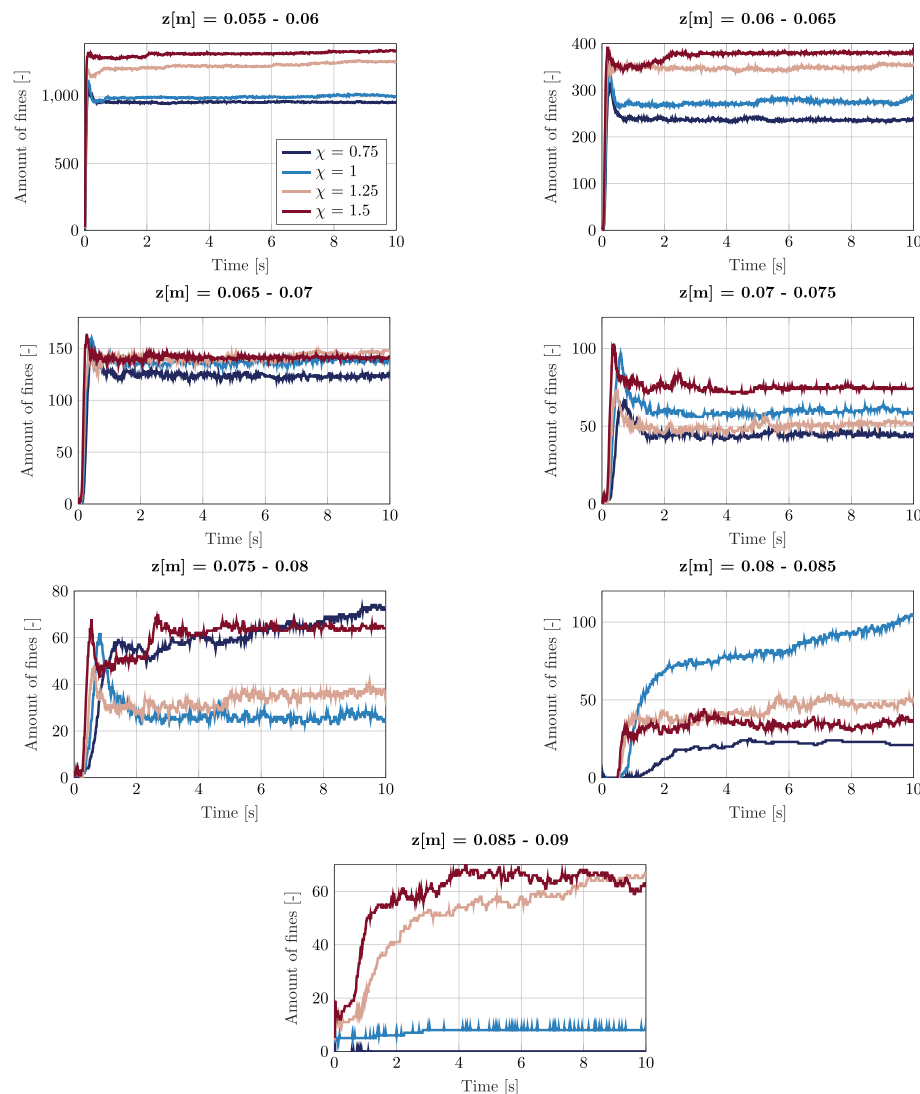 z[m] = 0.055 - 0.06
Amount of fines [-]
1,000
500
0
χ = 0.75
χ = 1
χ = 1.25
χ = 1.5
0 2 4 6 8 10
Time [s]
z[m] = 0.06 - 0.065
Amount of fines [-]
400
300
200
100
0
0 2 4 6 8 10
Time [s]
z[m] = 0.065 - 0.07
Amount of fines [-]
150
100
50
0
0 2 4 6 8 10
Time [s]
z[m] = 0.07 - 0.075
Amount of fines [-]
100
50
0
0 2 4 6 8 10
Time [s]
z[m] = 0.075 - 0.08
Amount of fines [-]
80
60
40
20
0
0 2 4 6 8 10
Time [s]
z[m] = 0.08 - 0.085
Amount of fines [-]
100
50
0
0 2 4 6 8 10
Time [s]
z[m] = 0.085 - 0.09
Amount of fines [-]
60
40
20
0
0 2 4 6 8 10
Time [s]